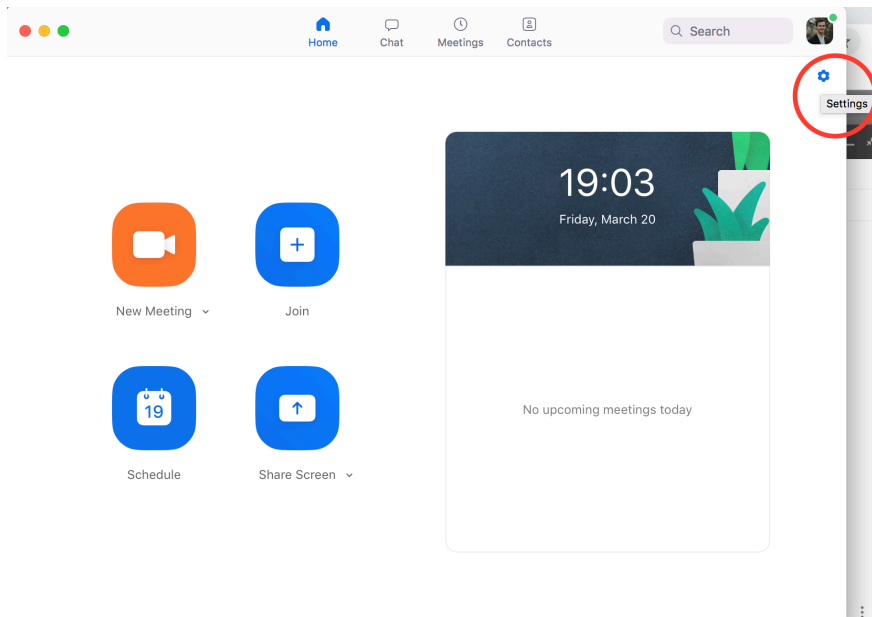 Home
Chat
Meetings
Contacts
Search
Settings
19:03
Friday, March 20
New Meeting
Join
19
Schedule
Share Screen
No upcoming meetings today